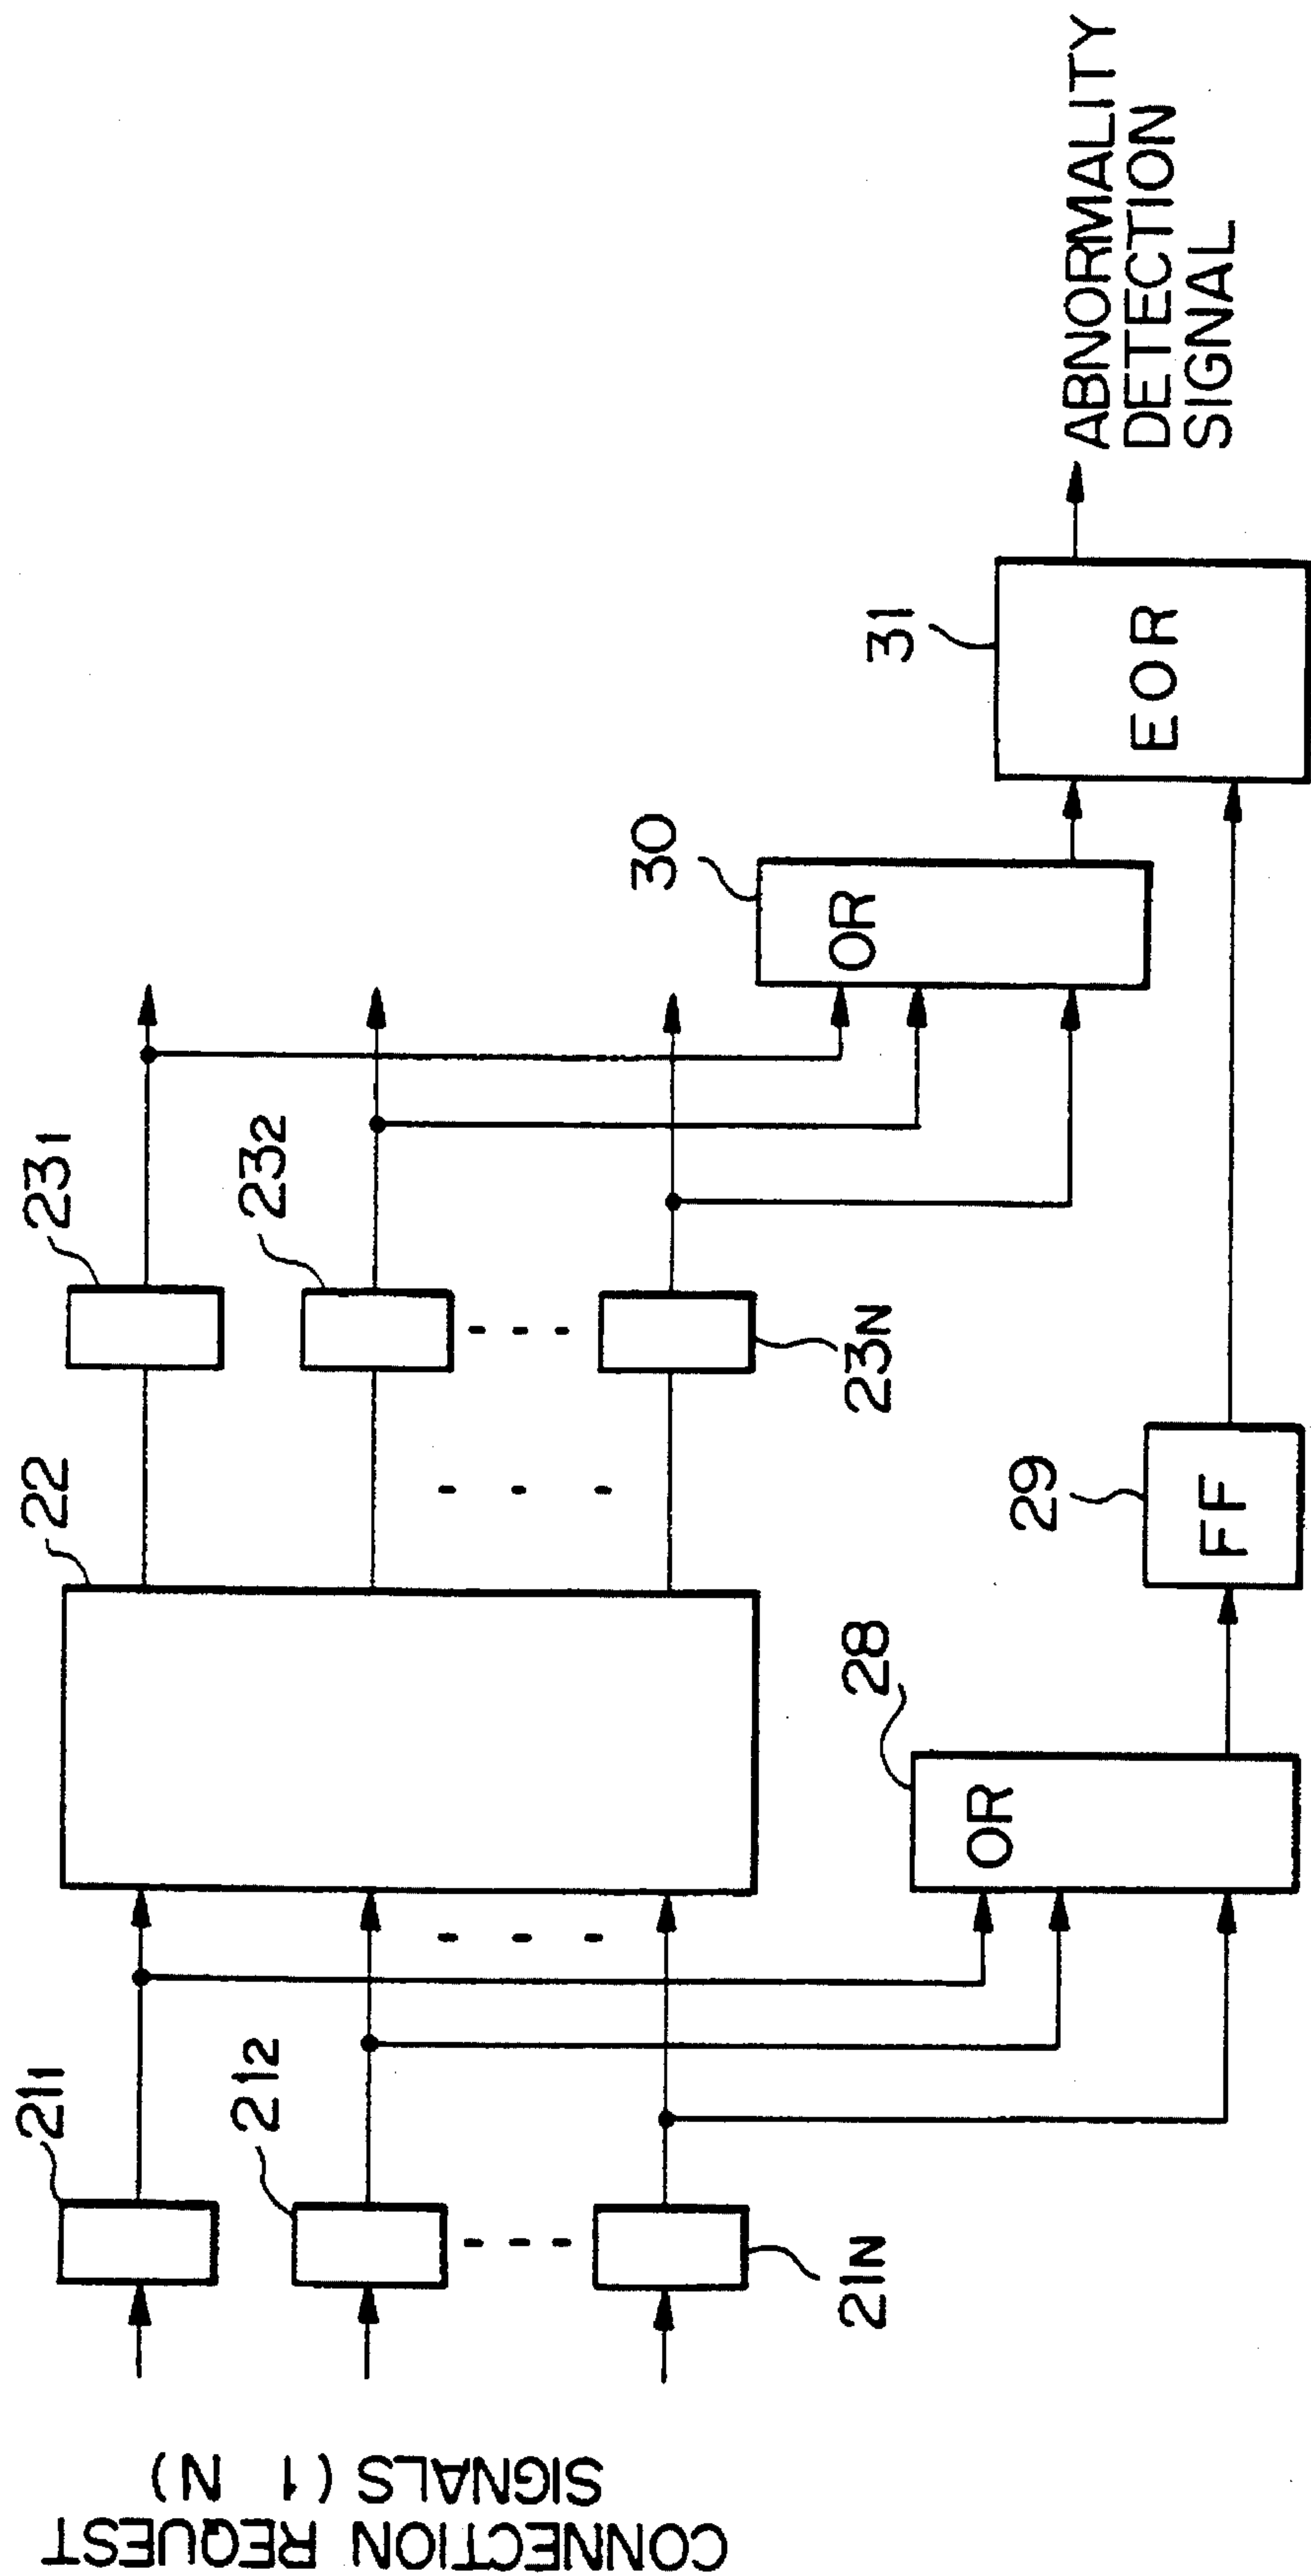 CONNECTION REQUEST
SIGNALS (1 N)
21₁
21₂
21N
22
23₁
23₂
23N
28
OR
29
FF
30
OR
31
EOR
ABNORMALITY
DETECTION
SIGNAL